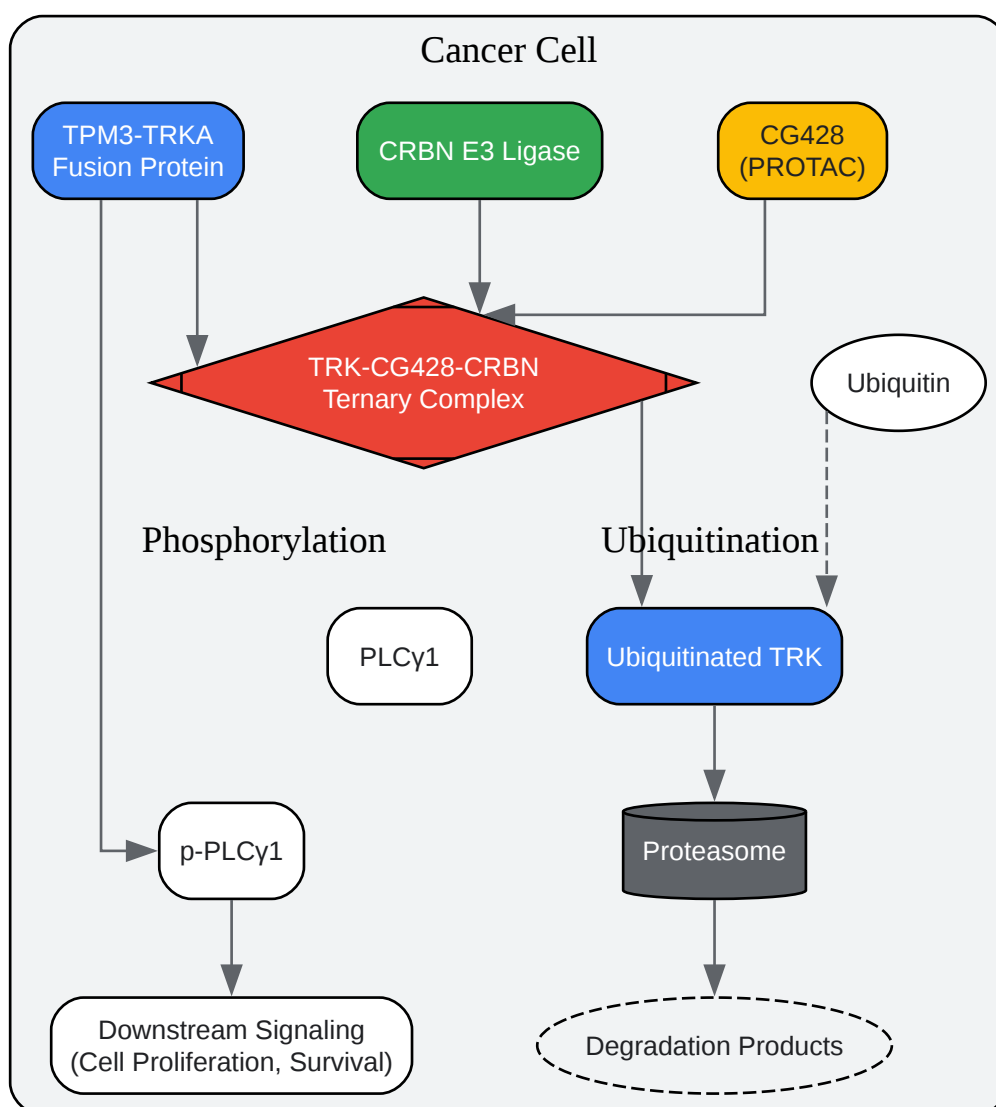 Cancer Cell
TPM3-TRKA
Fusion Protein
CRBN E3 Ligase
CG428
(PROTAC)
TRK-CG428-CRBN
Ternary Complex
Ubiquitin
Phosphorylation
Ubiquitination
PLCγ1
Ubiquitinated TRK
p-PLCγ1
Proteasome
Downstream Signaling
(Cell Proliferation, Survival)
Degradation Products